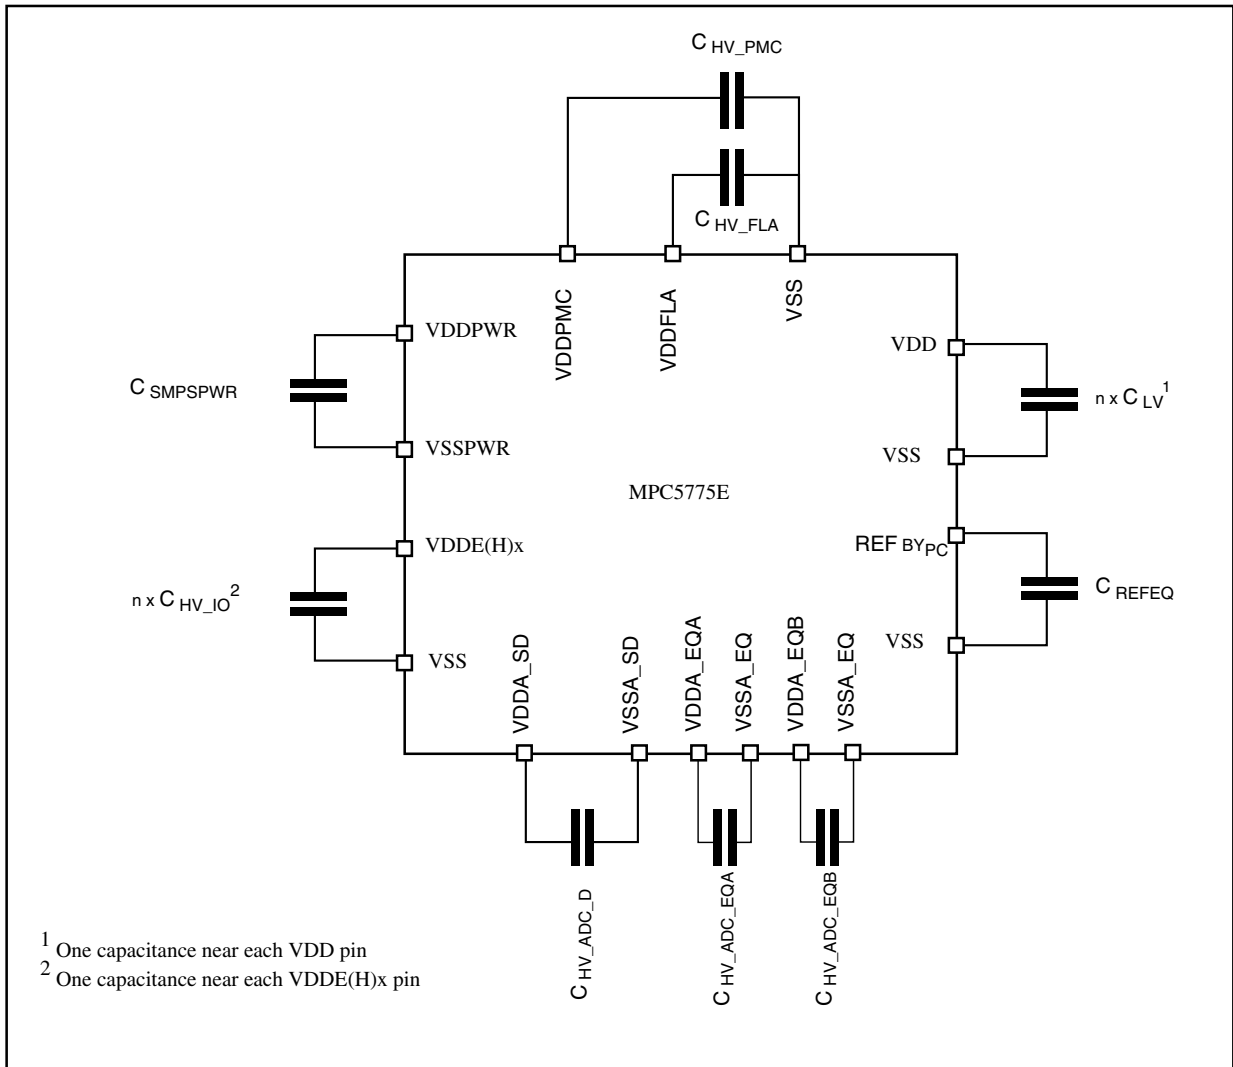 C HV_PMC
C HV_FLA
VDDPMC
VDDFLA
VSS
VDDPWR
VDD
C SMPSPWR
n x C LV 1
VSSPWR
VSS
MPC5775E
VDDE(H)x
REF BYPC
n x C HV_IO 2
C REFEQ
VSS
VSS
VDDA_SD
VSSA_SD
VDDA_EQA
VSSA_EQ
VDDA_EQB
VSSA_EQ
C HV_ADC_D
C HV_ADC_EQA
C HV_ADC_EQB
1 One capacitance near each VDD pin
2 One capacitance near each VDDE(H)x pin